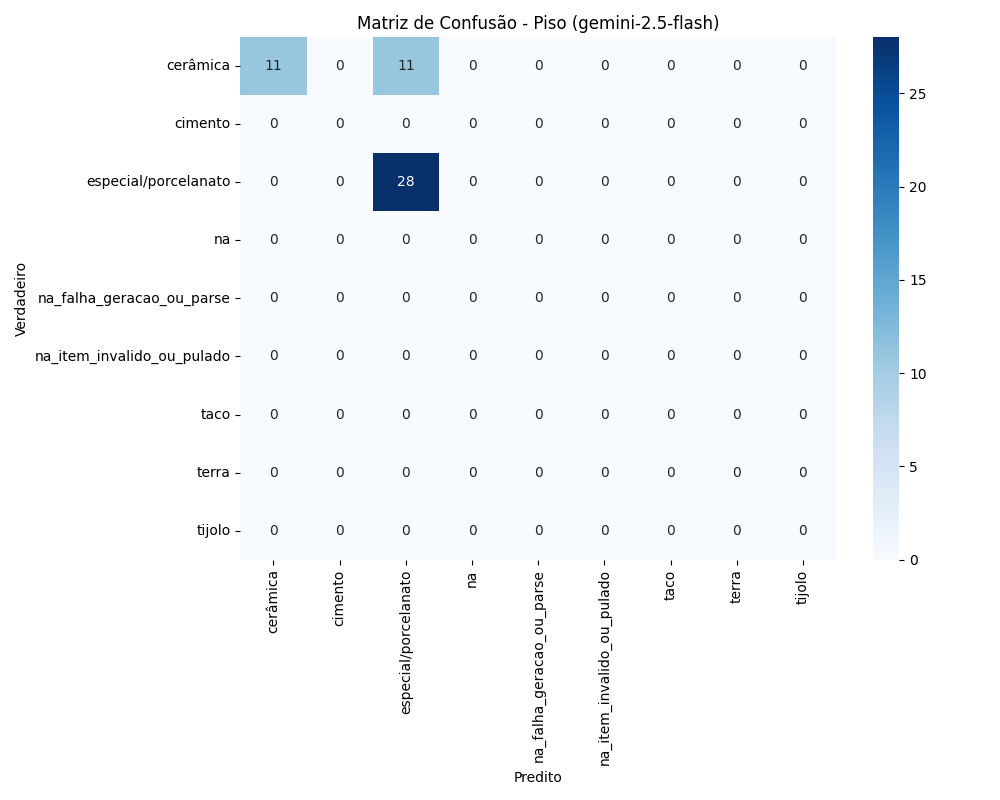 Matriz de Confusão - Piso (gemini-2.5-flash)
cerâmica 11 0 11 0 0 0 0 0 0
cimento 0 0 0 0 0 0 0 0 0
especial/porcelanato 0 0 28 0 0 0 0 0 0
na 0 0 0 0 0 0 0 0 0
na_falha_geracao_ou_parse 0 0 0 0 0 0 0 0 0
na_item_invalido_ou_pulado 0 0 0 0 0 0 0 0 0
taco 0 0 0 0 0 0 0 0 0
terra 0 0 0 0 0 0 0 0 0
tijolo 0 0 0 0 0 0 0 0 0
Verdadeiro
cerâmica
cimento
especial/porcelanato
na
na_falha_geracao_ou_parse
na_item_invalido_ou_pulado
taco
terra
tijolo
Predito
25
20
15
10
5
0